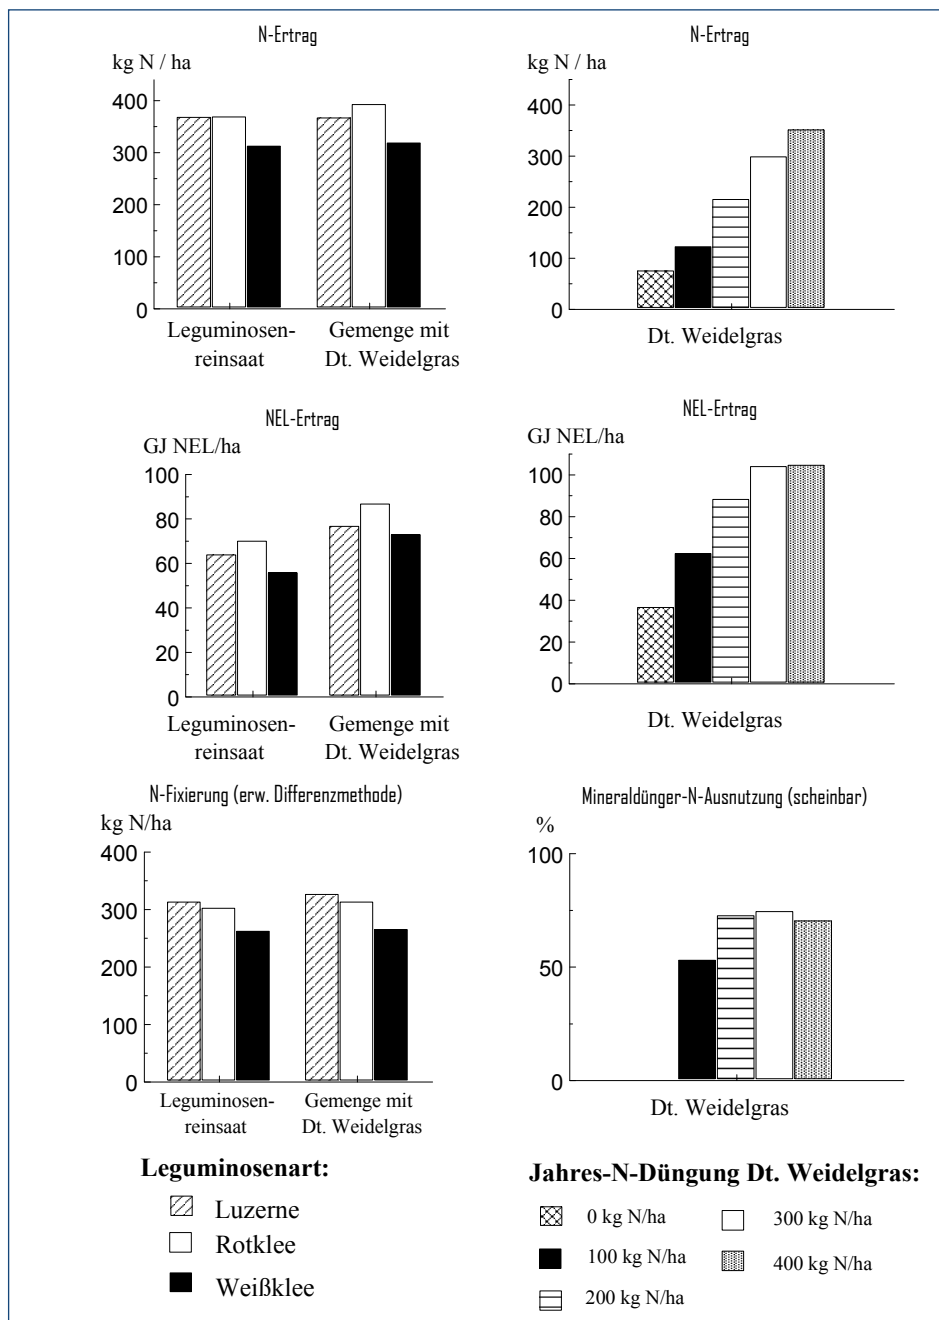 N-Ertrag
kg N / ha
400
300
200
100
0
Leguminosen-
reinsaat
Gemenge mit
Dt. Weidelgras
N-Ertrag
kg N / ha
400
300
200
100
0
Dt. Weidelgras
NEL-Ertrag
GJ NEL/ha
100
80
60
40
20
0
Leguminosen-
reinsaat
Gemenge mit
Dt. Weidelgras
NEL-Ertrag
GJ NEL/ha
100
80
60
40
20
0
Dt. Weidelgras
N-Fixierung (erw. Differenzmethode)
kg N/ha
400
300
200
100
0
Leguminosen-
reinsaat
Gemenge mit
Dt. Weidelgras
Mineraldünger-N-Ausnutzung (scheinbar)
%
100
50
0
Dt. Weidelgras
Leguminosenart:
Luzerne
Rotklee
Weißklee
Jahres-N-Düngung Dt. Weidelgras:
0 kg N/ha
100 kg N/ha
200 kg N/ha
300 kg N/ha
400 kg N/ha